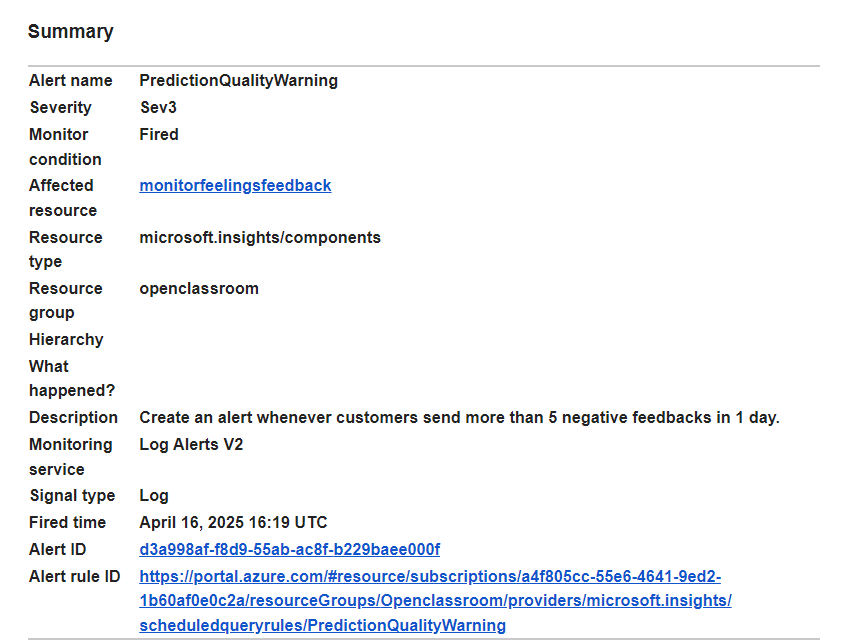 Summary
Alert name PredictionQualityWarning
Severity Sev3
Monitor Fired
condition
Affected monitorfeelingsfeedback
resource
Resource microsoft.insights/components
type
Resource openclassroom
group
Hierarchy
What
happened?
Description Create an alert whenever customers send more than 5 negative feedbacks in 1 day.
Monitoring Log Alerts V2
service
Signal type Log
Fired time April 16, 2025 16:19 UTC
Alert ID d3a998af-f8d9-55ab-ac8f-b229baee000f
Alert rule ID https://portal.azure.com/#resource/subscriptions/a4f805cc-55e6-4641-9ed2-
1b60af0e0c2a/resourceGroups/Openclassroom/providers/microsoft.insights/
scheduledqueryrules/PredictionQualityWarning